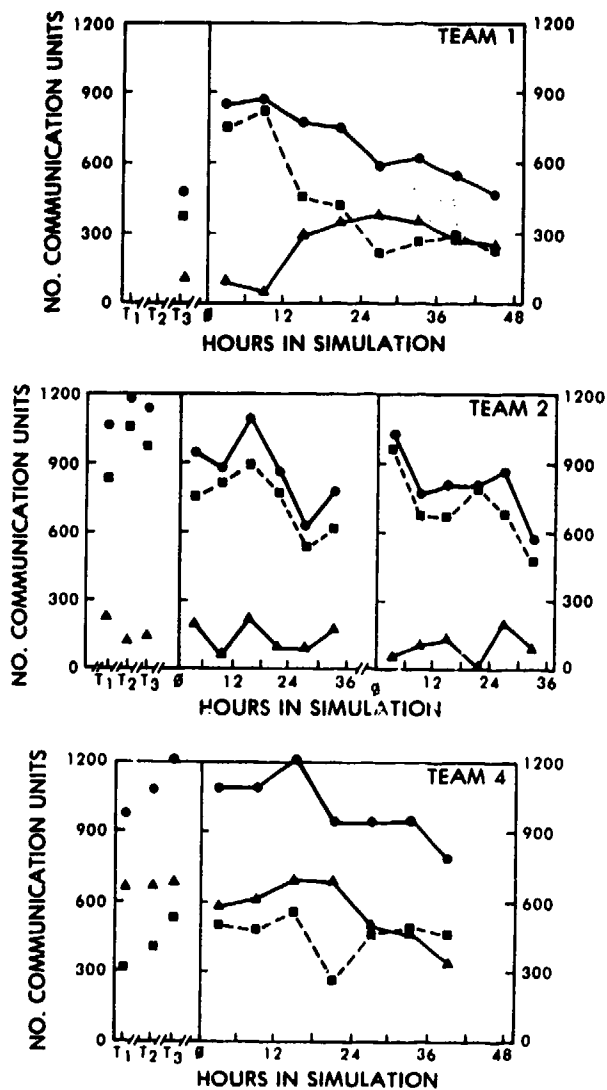 NO. COMMUNICATION UNITS
TEAM 1
1200 1200
900 900
600 600
300 300
0 0
T1 T2 T3 ø 12 24 36 48
HOURS IN SIMULATION
NO. COMMUNICATION UNITS
TEAM 2
1200 1200
900 900
600 600
300 300
0 0
T1 T2 T3 ø 12 24 36 ø 12 24 36
HOURS IN SIMULATION
NO. COMMUNICATION UNITS
TEAM 4
1200 1200
900 900
600 600
300 300
0 0
T1 T2 T3 ø 12 24 36 48
HOURS IN SIMULATION